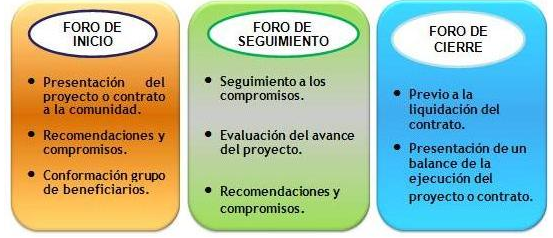 FORO DE
INICIO
• Presentación del
proyecto o contrato
a la comunidad.
• Recomendaciones y
compromisos.
• Conformación grupo
de beneficiarios.
FORO DE
SEGUIMIENTO
• Seguimiento a los
compromisos.
• Evaluación del avance
del proyecto.
• Recomendaciones y
compromisos.
FORO DE
CIERRE
• Previo a la
liquidación del
contrato.
• Presentación de un
balance de la
ejecución del
proyecto o contrato.